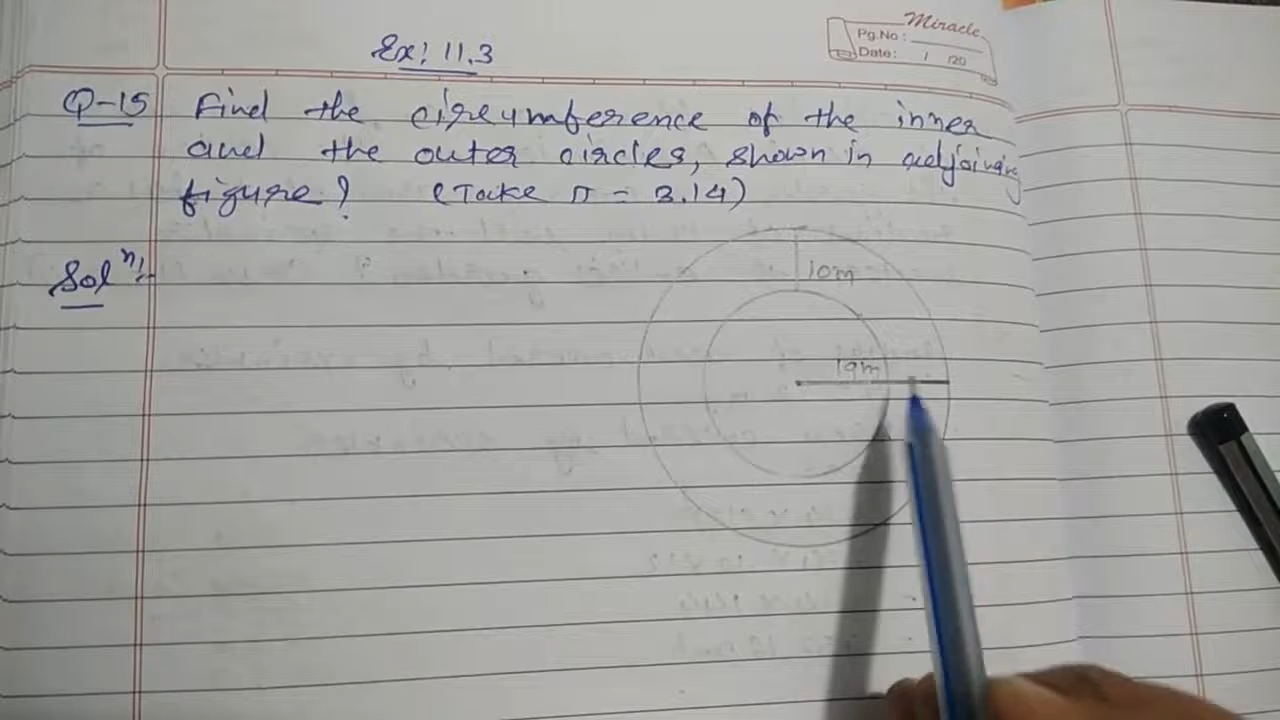 Miracle
Pg.No :
Date: / /20
Ex: 11.3
Q-15 Find the circumference of the inner
and the outer circles, shown in adjoining
figure? (Take π = 3.14)
Solⁿ:-
10m
19m